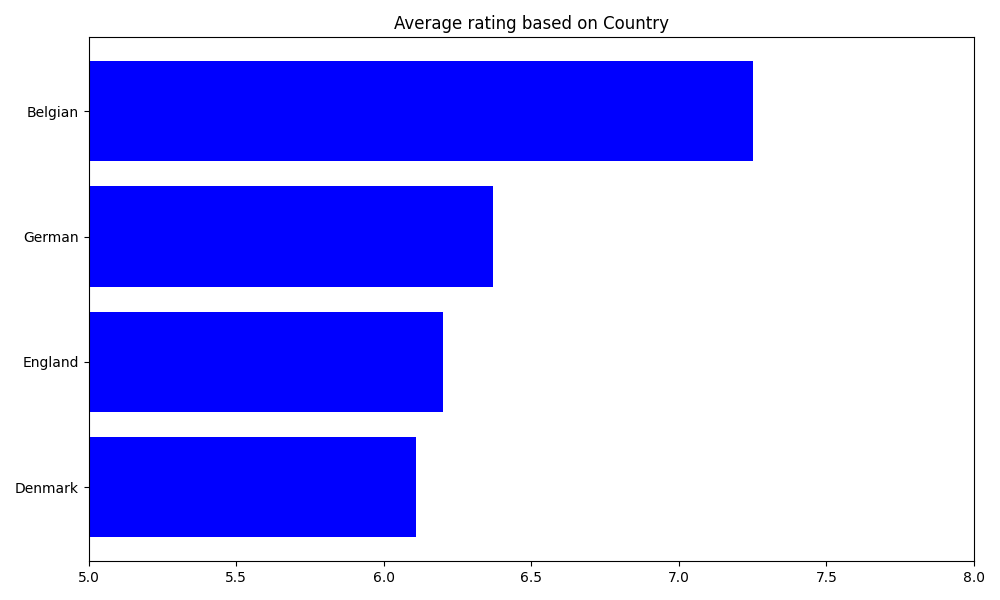 Average rating based on Country
Belgian
German
England
Denmark
5.0 5.5 6.0 6.5 7.0 7.5 8.0